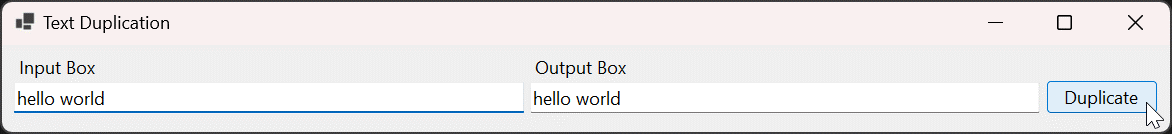 Text Duplication
Input Box Output Box
hello world hello world Duplicate